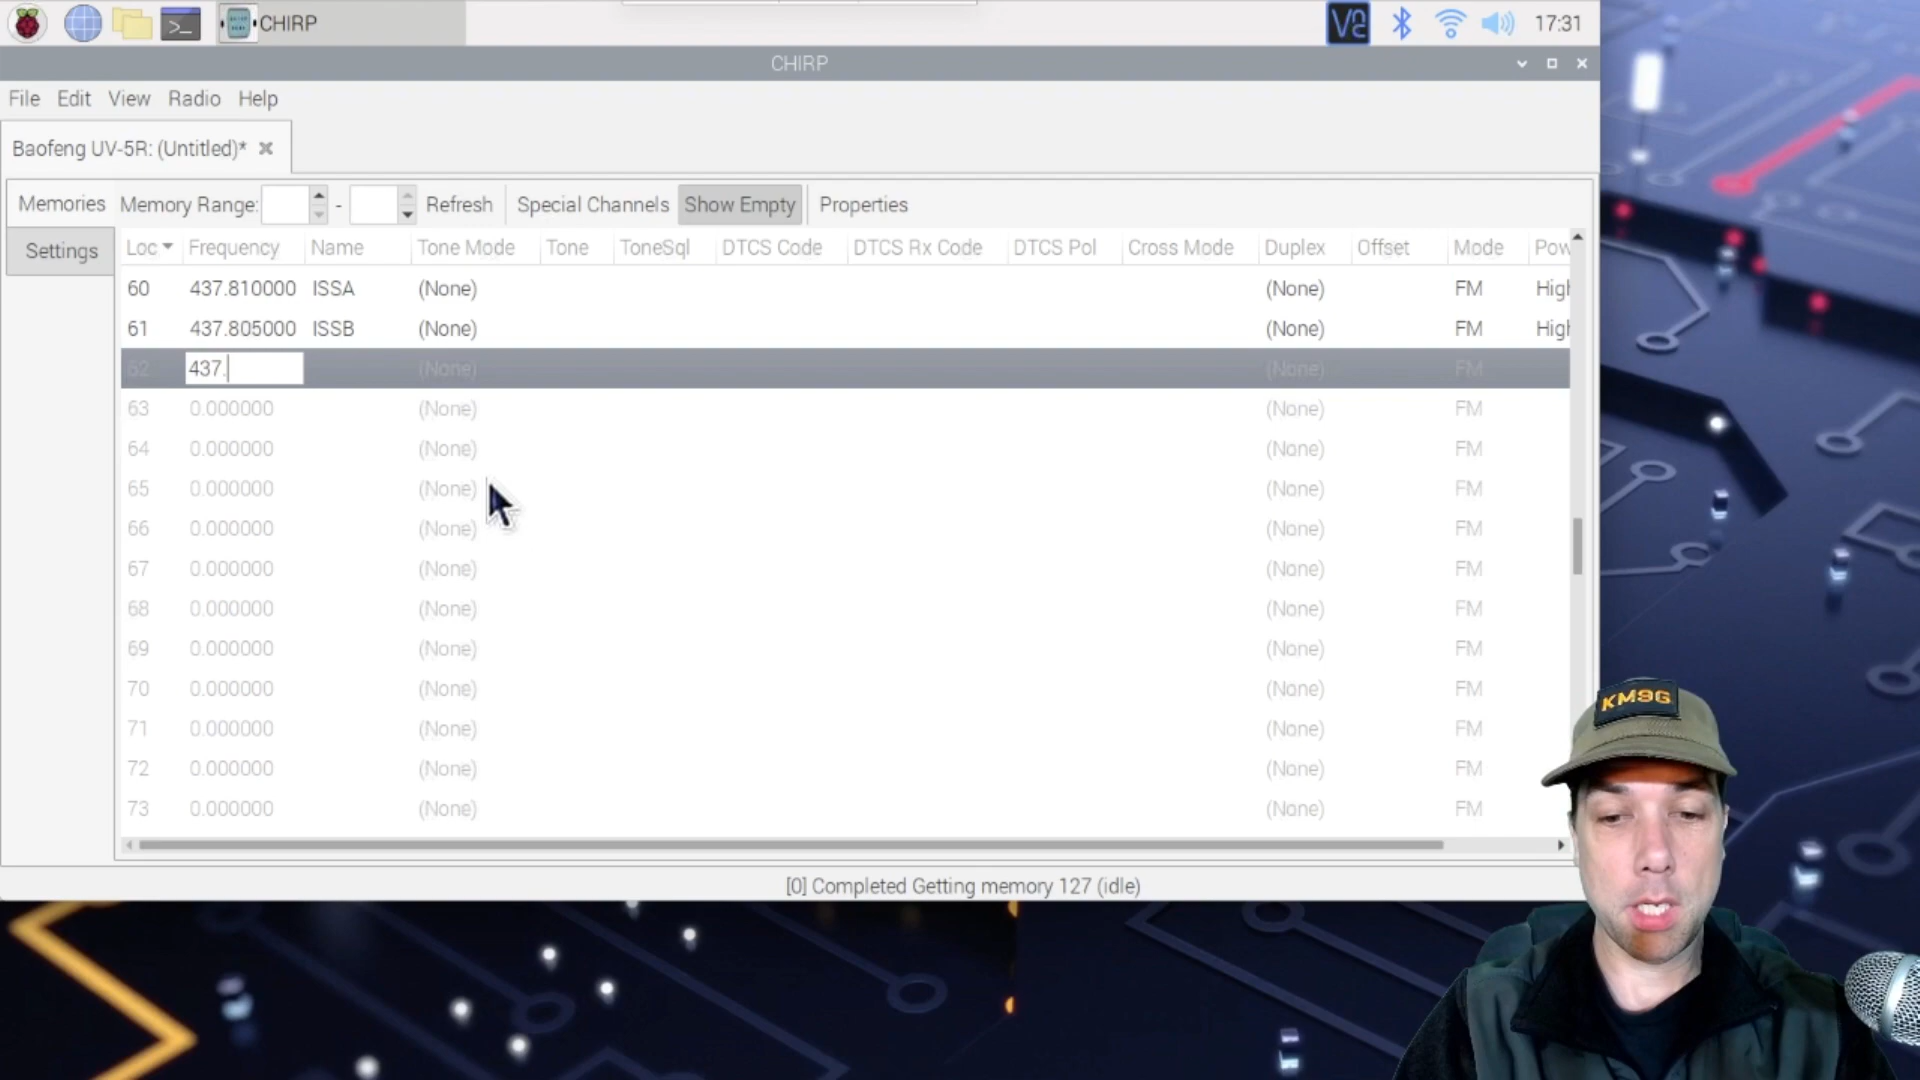 CHIRP
17:31
CHIRP
File Edit View Radio Help
Baofeng UV-5R: (Untitled)*
Memories Memory Range: - Refresh Special Channels Show Empty Properties
Settings
Loc Frequency Name Tone Mode Tone ToneSql DTCS Code DTCS Rx Code DTCS Pol Cross Mode Duplex Offset Mode Pow
60 437.810000 ISSA (None) (None) FM High
61 437.805000 ISSB (None) (None) FM High
62 437. (None) (None) FM
63 0.000000 (None) (None) FM
64 0.000000 (None) (None) FM
65 0.000000 (None) (None) FM
66 0.000000 (None) (None) FM
67 0.000000 (None) (None) FM
68 0.000000 (None) (None) FM
69 0.000000 (None) (None) FM
70 0.000000 (None) (None) FM
71 0.000000 (None) (None) FM
72 0.000000 (None) (None) FM
73 0.000000 (None) (None) FM
[0] Completed Getting memory 127 (idle)
KM9G